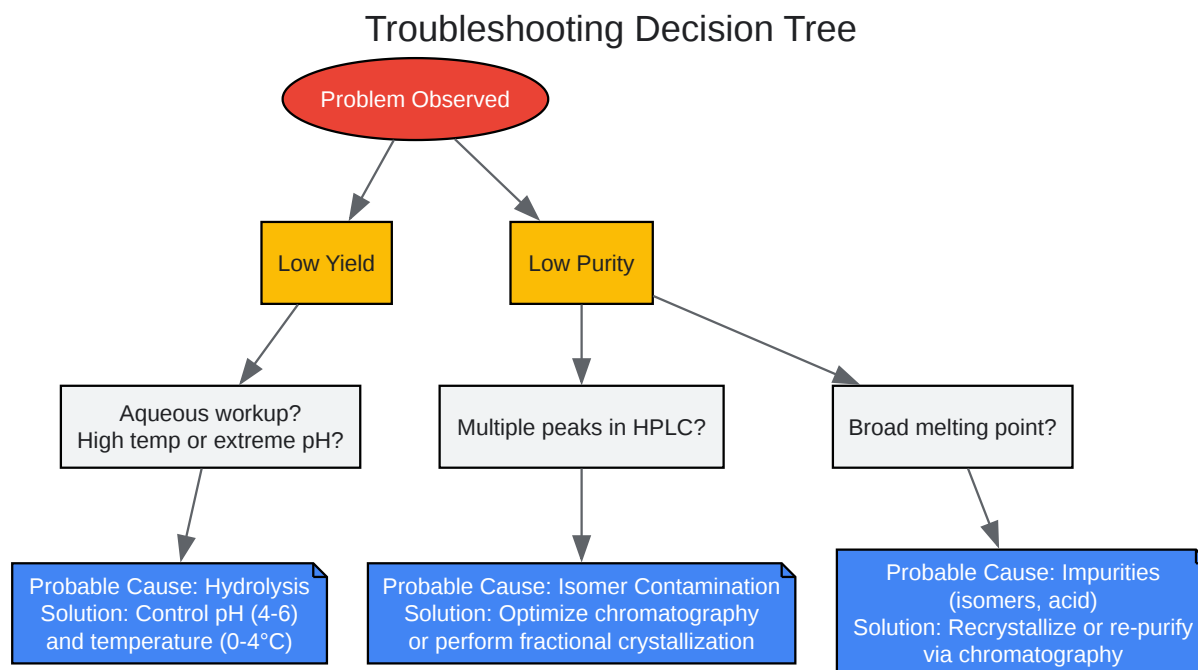 Troubleshooting Decision Tree
Problem Observed
Low Yield
Low Purity
Aqueous workup?
High temp or extreme pH?
Multiple peaks in HPLC?
Broad melting point?
Probable Cause: Hydrolysis
Solution: Control pH (4-6)
and temperature (0-4°C)
Probable Cause: Isomer Contamination
Solution: Optimize chromatography
or perform fractional crystallization
Probable Cause: Impurities
(isomers, acid)
Solution: Recrystallize or re-purify
via chromatography